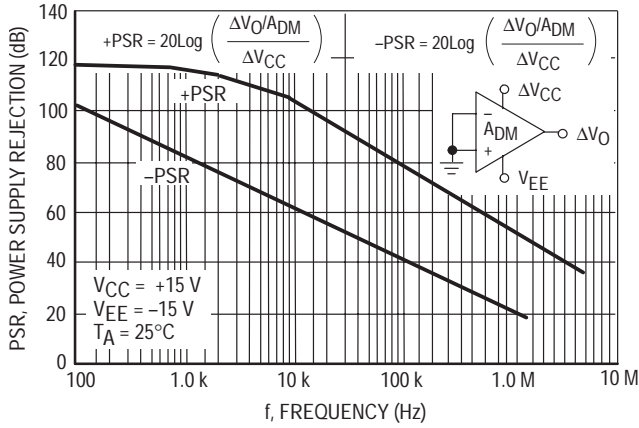 140
120
100
80
60
40
20
0
PSR, POWER SUPPLY REJECTION (dB)
+PSR = 20Log ( ΔVO/ADM / ΔVCC )
−PSR = 20Log ( ΔVO/ADM / ΔVCC )
+PSR
−PSR
ΔVCC
−
ADM
+
ΔVO
VEE
VCC = +15 V
VEE = −15 V
TA = 25°C
100
1.0 k
10 k
100 k
1.0 M
10 M
f, FREQUENCY (Hz)